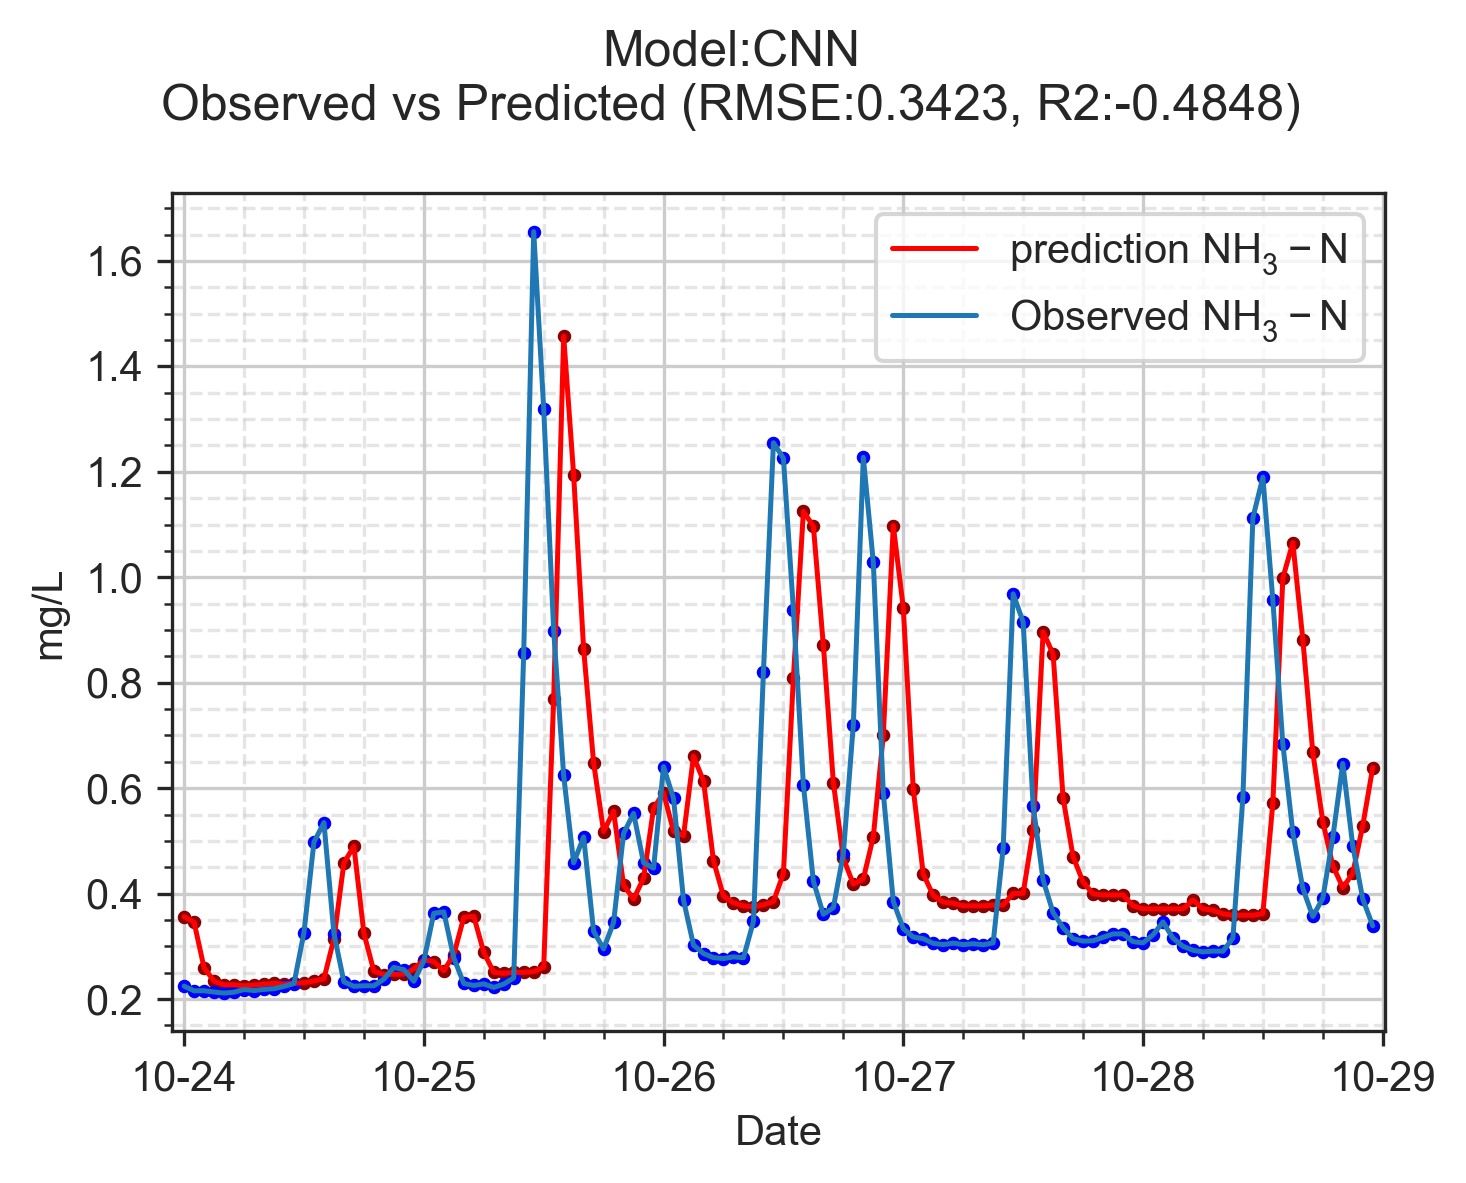 Model:CNN
Observed vs Predicted (RMSE:0.3423, R2:-0.4848)
prediction NH₃ − N
Observed NH₃ − N
1.6
1.4
1.2
1.0
0.8
0.6
0.4
0.2
mg/L
10-24 10-25 10-26 10-27 10-28 10-29
Date